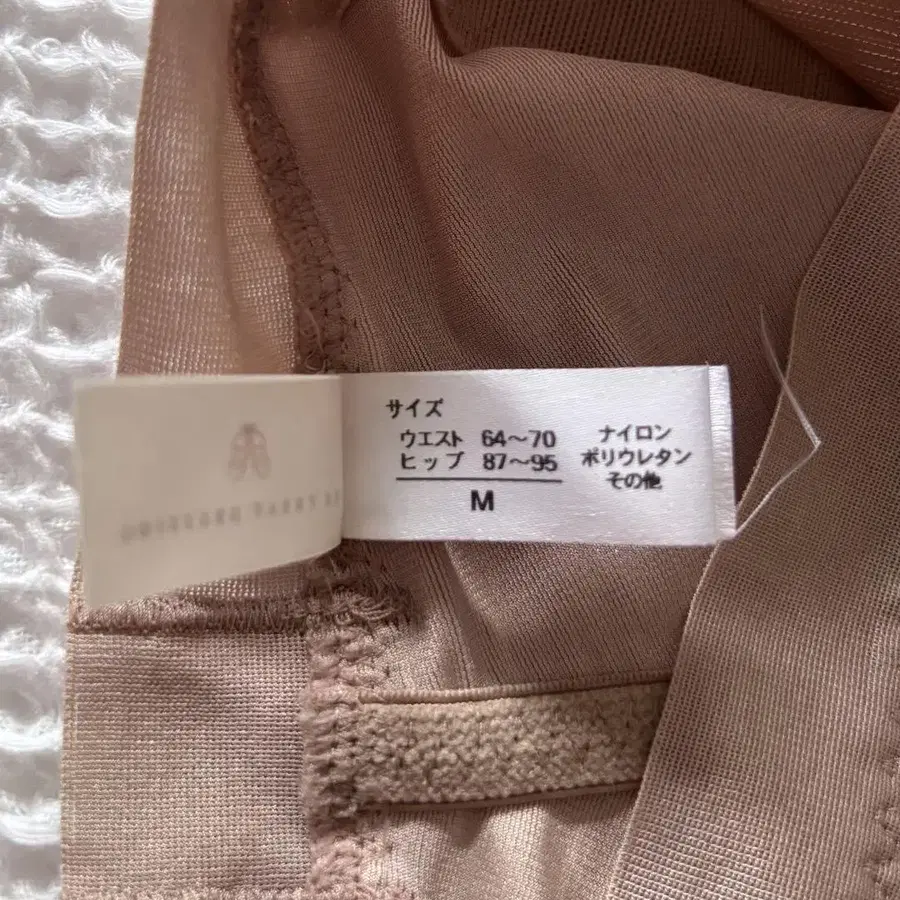 サイズ
ウエスト 64～70
ヒップ 87～95
M
ナイロン
ポリウレタン
その他